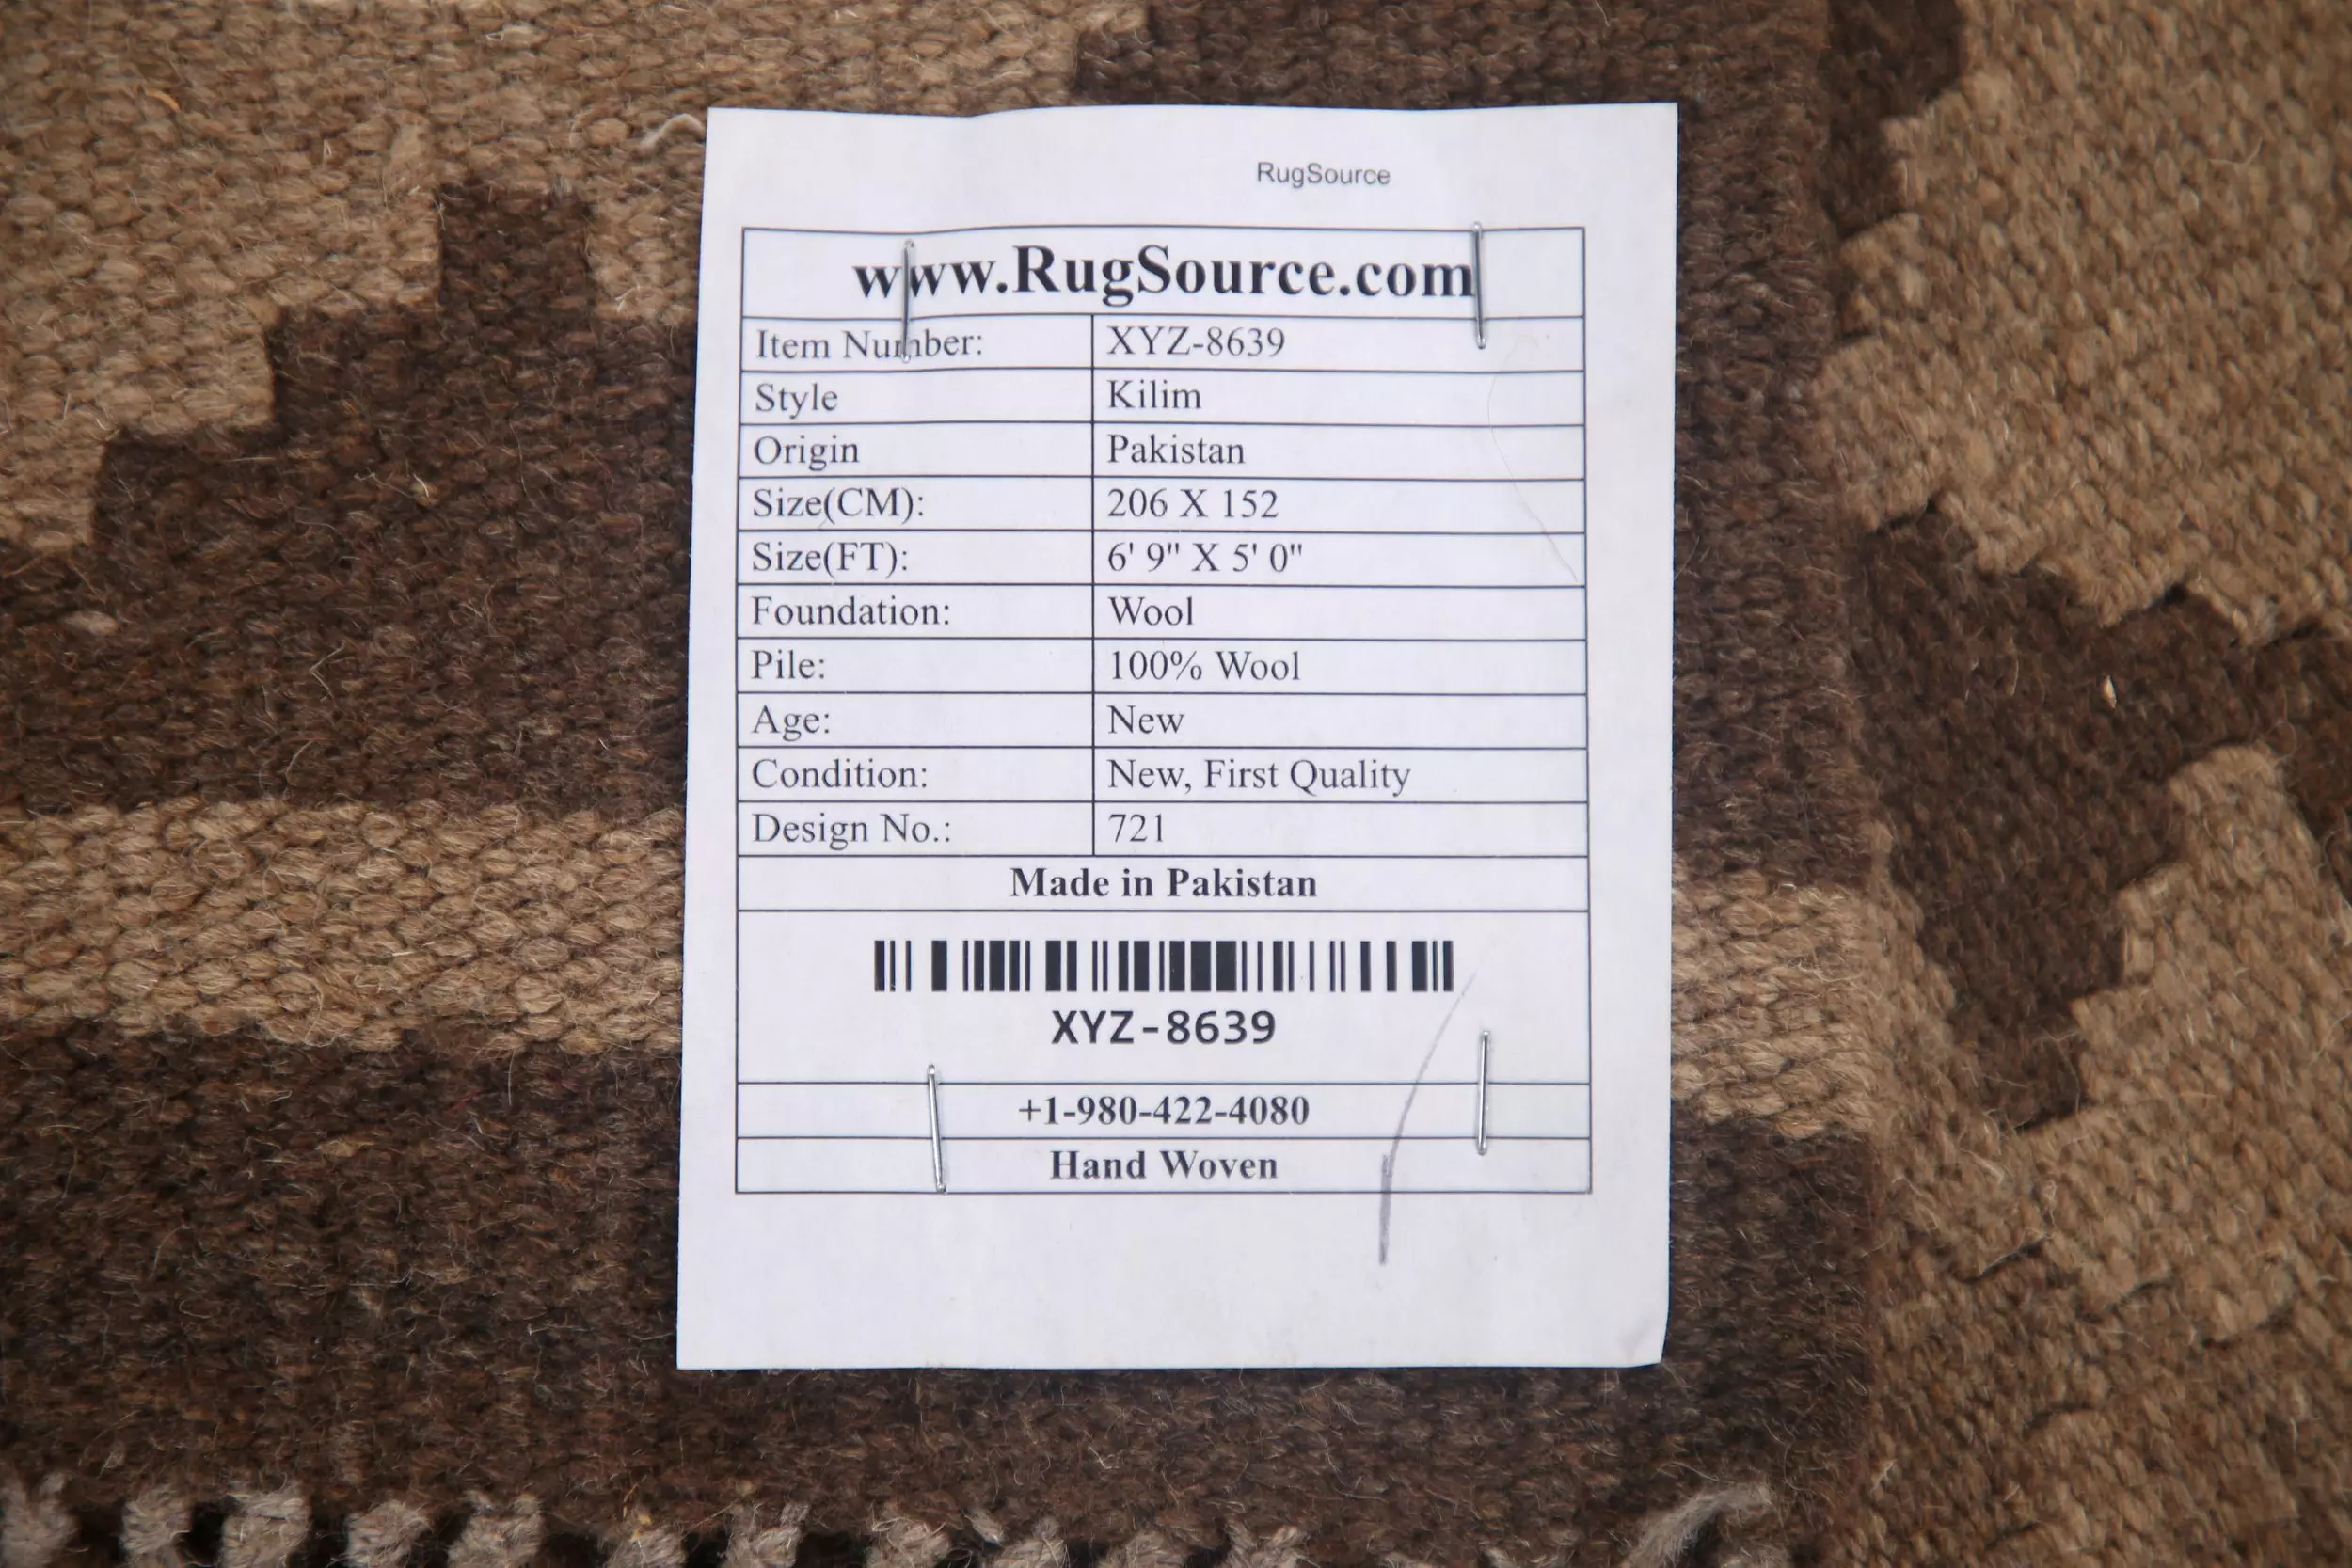 RugSource
www.RugSource.com
Item Number: XYZ-8639
Style Kilim
Origin Pakistan
Size(CM): 206 X 152
Size(FT): 6' 9" X 5' 0"
Foundation: Wool
Pile: 100% Wool
Age: New
Condition: New, First Quality
Design No.: 721
Made in Pakistan
XYZ-8639
+1-980-422-4080
Hand Woven